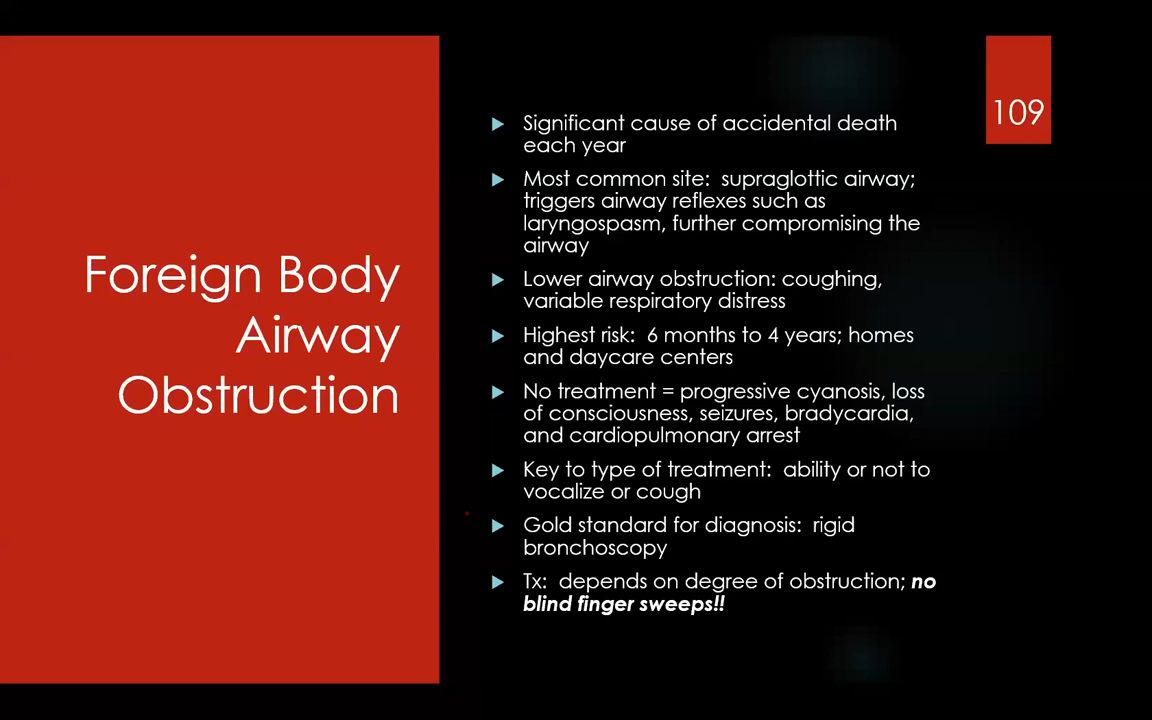 Foreign Body
Airway
Obstruction
109
Significant cause of accidental death
each year
Most common site:  supraglottic airway;
triggers airway reflexes such as
laryngospasm, further compromising the
airway
Lower airway obstruction: coughing,
variable respiratory distress
Highest risk:  6 months to 4 years; homes
and daycare centers
No treatment = progressive cyanosis, loss
of consciousness, seizures, bradycardia,
and cardiopulmonary arrest
Key to type of treatment:  ability or not to
vocalize or cough
Gold standard for diagnosis:  rigid
bronchoscopy
Tx:  depends on degree of obstruction; no
blind finger sweeps!!